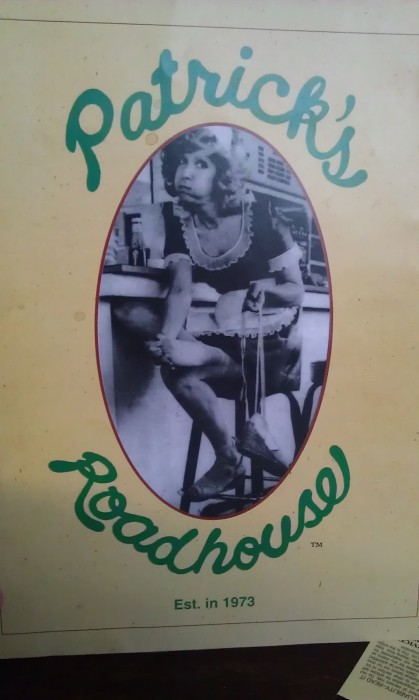 Patrick's
Roadhouse
TM
Est. in 1973